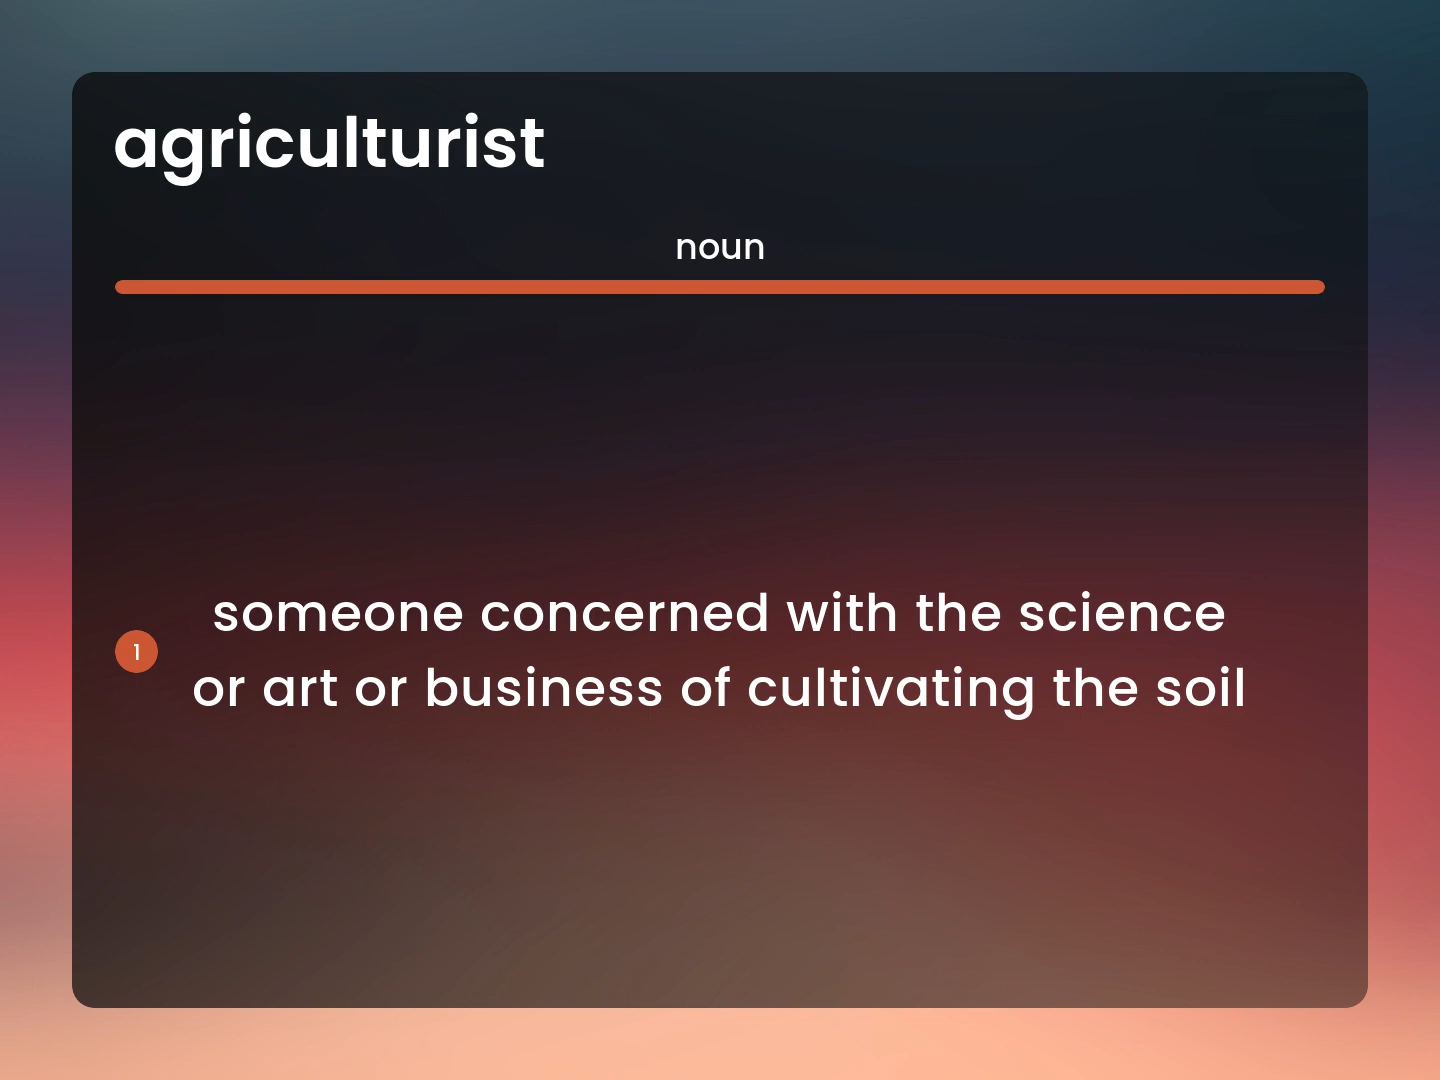 agriculturist
noun
1
someone concerned with the science
or art or business of cultivating the soil